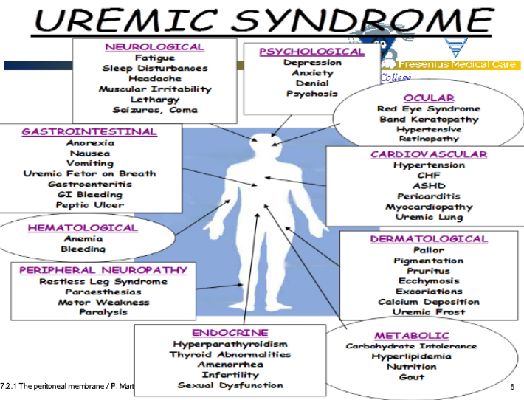 UREMIC SYNDROME
NEUROLOGICAL
Fatigue
Sleep Disturbances
Headache
Muscular Irritability
Lethargy
Seizures, Coma
PSYCHOLOGICAL
Depression
Anxiety
Denial
Psychosis
Fresenius Medical Care
College
OCULAR
Red Eye Syndrome
Band Keratopathy
Hypertensive
Retinopathy
GASTROINTESTINAL
Anorexia
Nausea
Vomiting
Uremic Fetor on Breath
Gastroenteritis
GI Bleeding
Peptic Ulcer
CARDIOVASCULAR
Hypertension
CHF
ASHD
Pericarditis
Myocardiopathy
Uremic Lung
HEMATOLOGICAL
Anemia
Bleeding
DERMATOLOGICAL
Pallor
Pigmentation
Pruritus
Ecchymosis
Excoriations
Calcium Deposition
Uremic Frost
PERIPHERAL NEUROPATHY
Restless Leg Syndrome
Paraesthesias
Motor Weakness
Paralysis
ENDOCRINE
Hyperparathyroidism
Thyroid Abnormalities
Amenorrhea
Infertility
Sexual Dysfunction
METABOLIC
Carbohydrate Intolerance
Hyperlipidemia
Nutrition
Gout
7.2.1 The peritoneal membrane / P. Mart